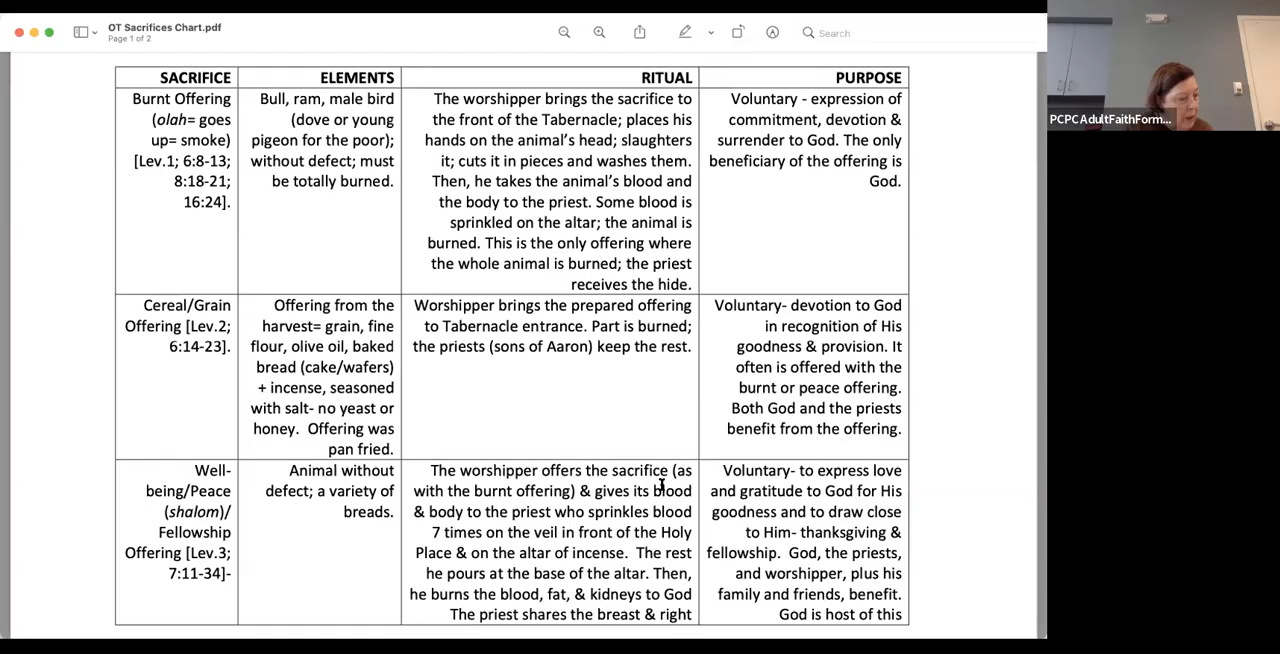 OT Sacrifices Chart.pdf
Page 1 of 2
Search
PCPCAdultFaithForm...
SACRIFICE
ELEMENTS
RITUAL
PURPOSE
Burnt Offering
(olah= goes
up= smoke)
[Lev.1; 6:8-13;
8:18-21;
16:24].
Bull, ram, male bird
(dove or young
pigeon for the poor);
without defect; must
be totally burned.
The worshipper brings the sacrifice to
the front of the Tabernacle; places his
hands on the animal's head; slaughters
it; cuts it in pieces and washes them.
Then, he takes the animal's blood and
the body to the priest. Some blood is
sprinkled on the altar; the animal is
burned. This is the only offering where
the whole animal is burned; the priest
receives the hide.
Voluntary - expression of
commitment, devotion &
surrender to God. The only
beneficiary of the offering is
God.
Cereal/Grain
Offering [Lev.2;
6:14-23].
Offering from the
harvest= grain, fine
flour, olive oil, baked
bread (cake/wafers)
+ incense, seasoned
with salt- no yeast or
honey. Offering was
pan fried.
Worshipper brings the prepared offering
to Tabernacle entrance. Part is burned;
the priests (sons of Aaron) keep the rest.
Voluntary- devotion to God
in recognition of His
goodness & provision. It
often is offered with the
burnt or peace offering.
Both God and the priests
benefit from the offering.
Well-
being/Peace
(shalom)/
Fellowship
Offering [Lev.3;
7:11-34]-
Animal without
defect; a variety of
breads.
The worshipper offers the sacrifice (as
with the burnt offering) & gives its blood
& body to the priest who sprinkles blood
7 times on the veil in front of the Holy
Place & on the altar of incense. The rest
he pours at the base of the altar. Then,
he burns the blood, fat, & kidneys to God
The priest shares the breast & right
Voluntary- to express love
and gratitude to God for His
goodness and to draw close
to Him- thanksgiving &
fellowship. God, the priests,
and worshipper, plus his
family and friends, benefit.
God is host of this